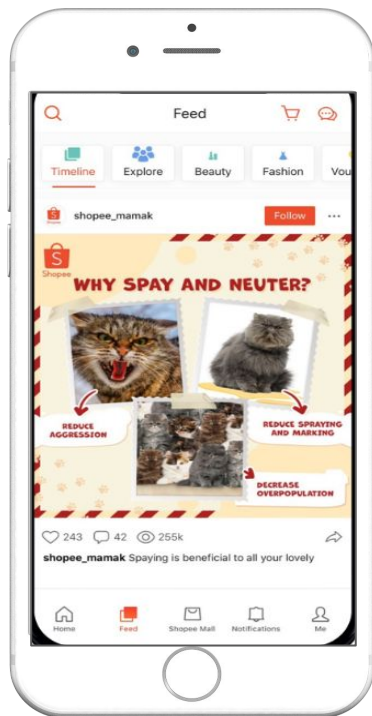 Feed
Timeline
Explore
Beauty
Fashion
Vou
shopee_mamak
Follow
Shopee
WHY SPAY AND NEUTER?
REDUCE
AGGRESSION
REDUCE SPRAYING
AND MARKING
DECREASE
OVERPOPULATION
243
42
255k
shopee_mamak Spaying is beneficial to all your lovely
Home
Feed
Shopee Mall
Notifications
Me